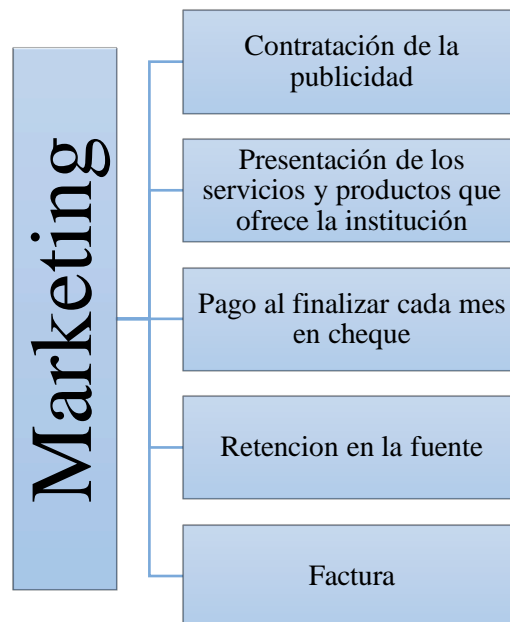 Marketing
Contratación de la
publicidad
Presentación de los
servicios y productos que
ofrece la institución
Pago al finalizar cada mes
en cheque
Retencion en la fuente
Factura